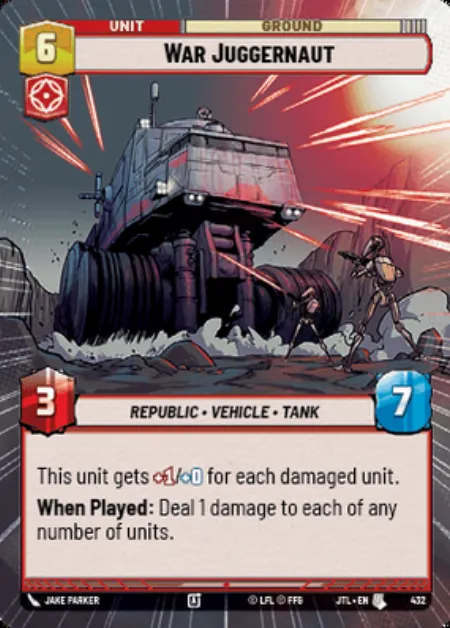 UNIT
GROUND
6
WAR JUGGERNAUT
3
REPUBLIC • VEHICLE • TANK
7
This unit gets +1/+0 for each damaged unit.
When Played: Deal 1 damage to each of any
number of units.
JAKE PARKER
© LFL © FFG
JTL • EN
432